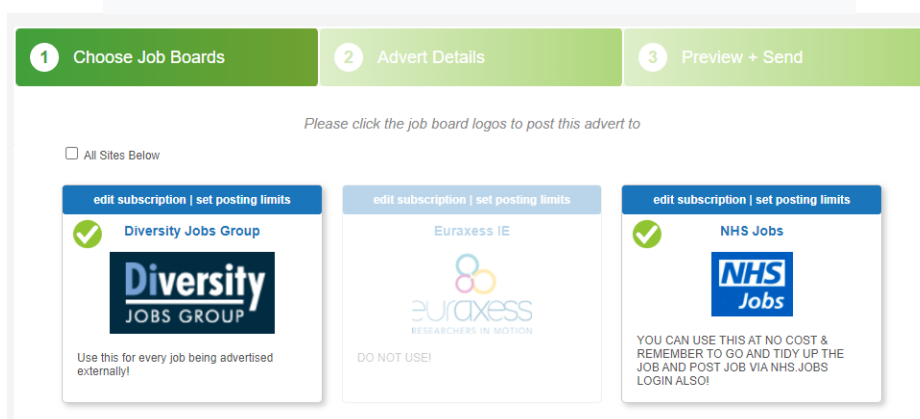 1 Choose Job Boards
2 Advert Details
3 Preview + Send
Please click the job board logos to post this advert to
All Sites Below
edit subscription | set posting limits
Diversity Jobs Group
Diversity
JOBS GROUP
Use this for every job being advertised
externally!
edit subscription | set posting limits
Euraxess IE
euraxess
RESEARCHERS IN MOTION
DO NOT USE!
edit subscription | set posting limits
NHS Jobs
NHS
Jobs
YOU CAN USE THIS AT NO COST &
REMEMBER TO GO AND TIDY UP THE
JOB AND POST JOB VIA NHS.JOBS
LOGIN ALSO!